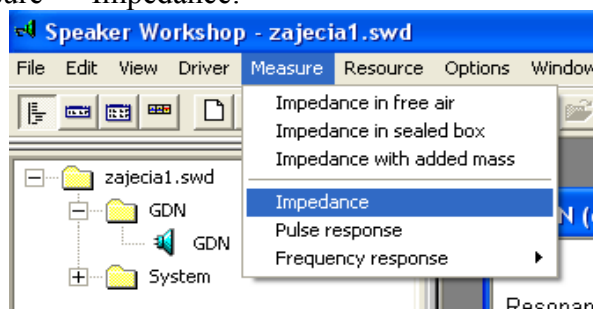 Impedance.
Speaker Workshop - zajecia1.swd
File Edit View Driver Measure Resource Options Window
Impedance in free air
Impedance in sealed box
Impedance with added mass
Impedance
Pulse response
Frequency response
zajecia1.swd
GDN
GDN
System
N (